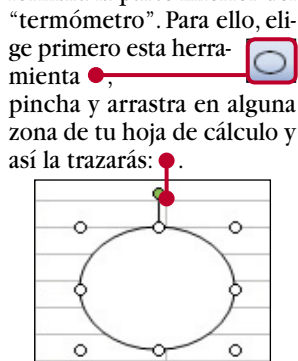 “termómetro”. Para ello, eli-
ge primero esta herra-
mienta ,
pincha y arrastra en alguna
zona de tu hoja de cálculo y
así la trazarás: .